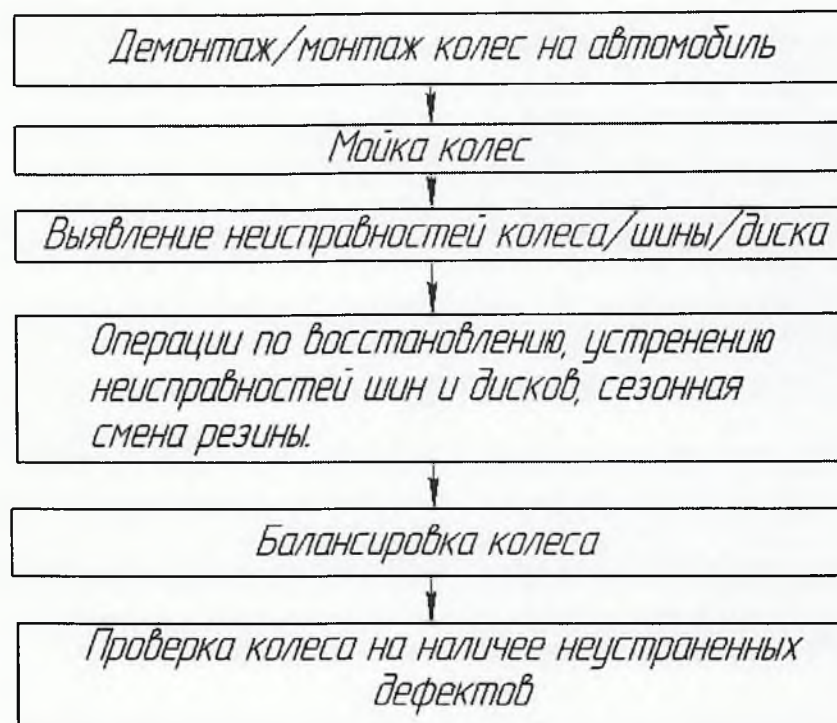 Демонтаж/монтаж колес на автомобиль
Мойка колес
Выявление неисправностей колеса/шины/диска
Операции по восстановлению, устренению
неисправностей шин и дисков, сезонная
смена резины.
Балансировка колеса
Проверка колеса на наличее неустраненных
дефектов